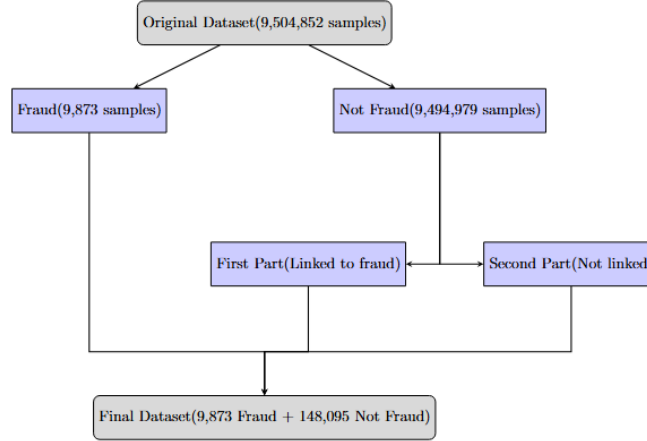 Original Dataset(9,504,852 samples)
Fraud(9,873 samples)
Not Fraud(9,494,979 samples)
First Part(Linked to fraud)
Second Part(Not linked
Final Dataset(9,873 Fraud + 148,095 Not Fraud)